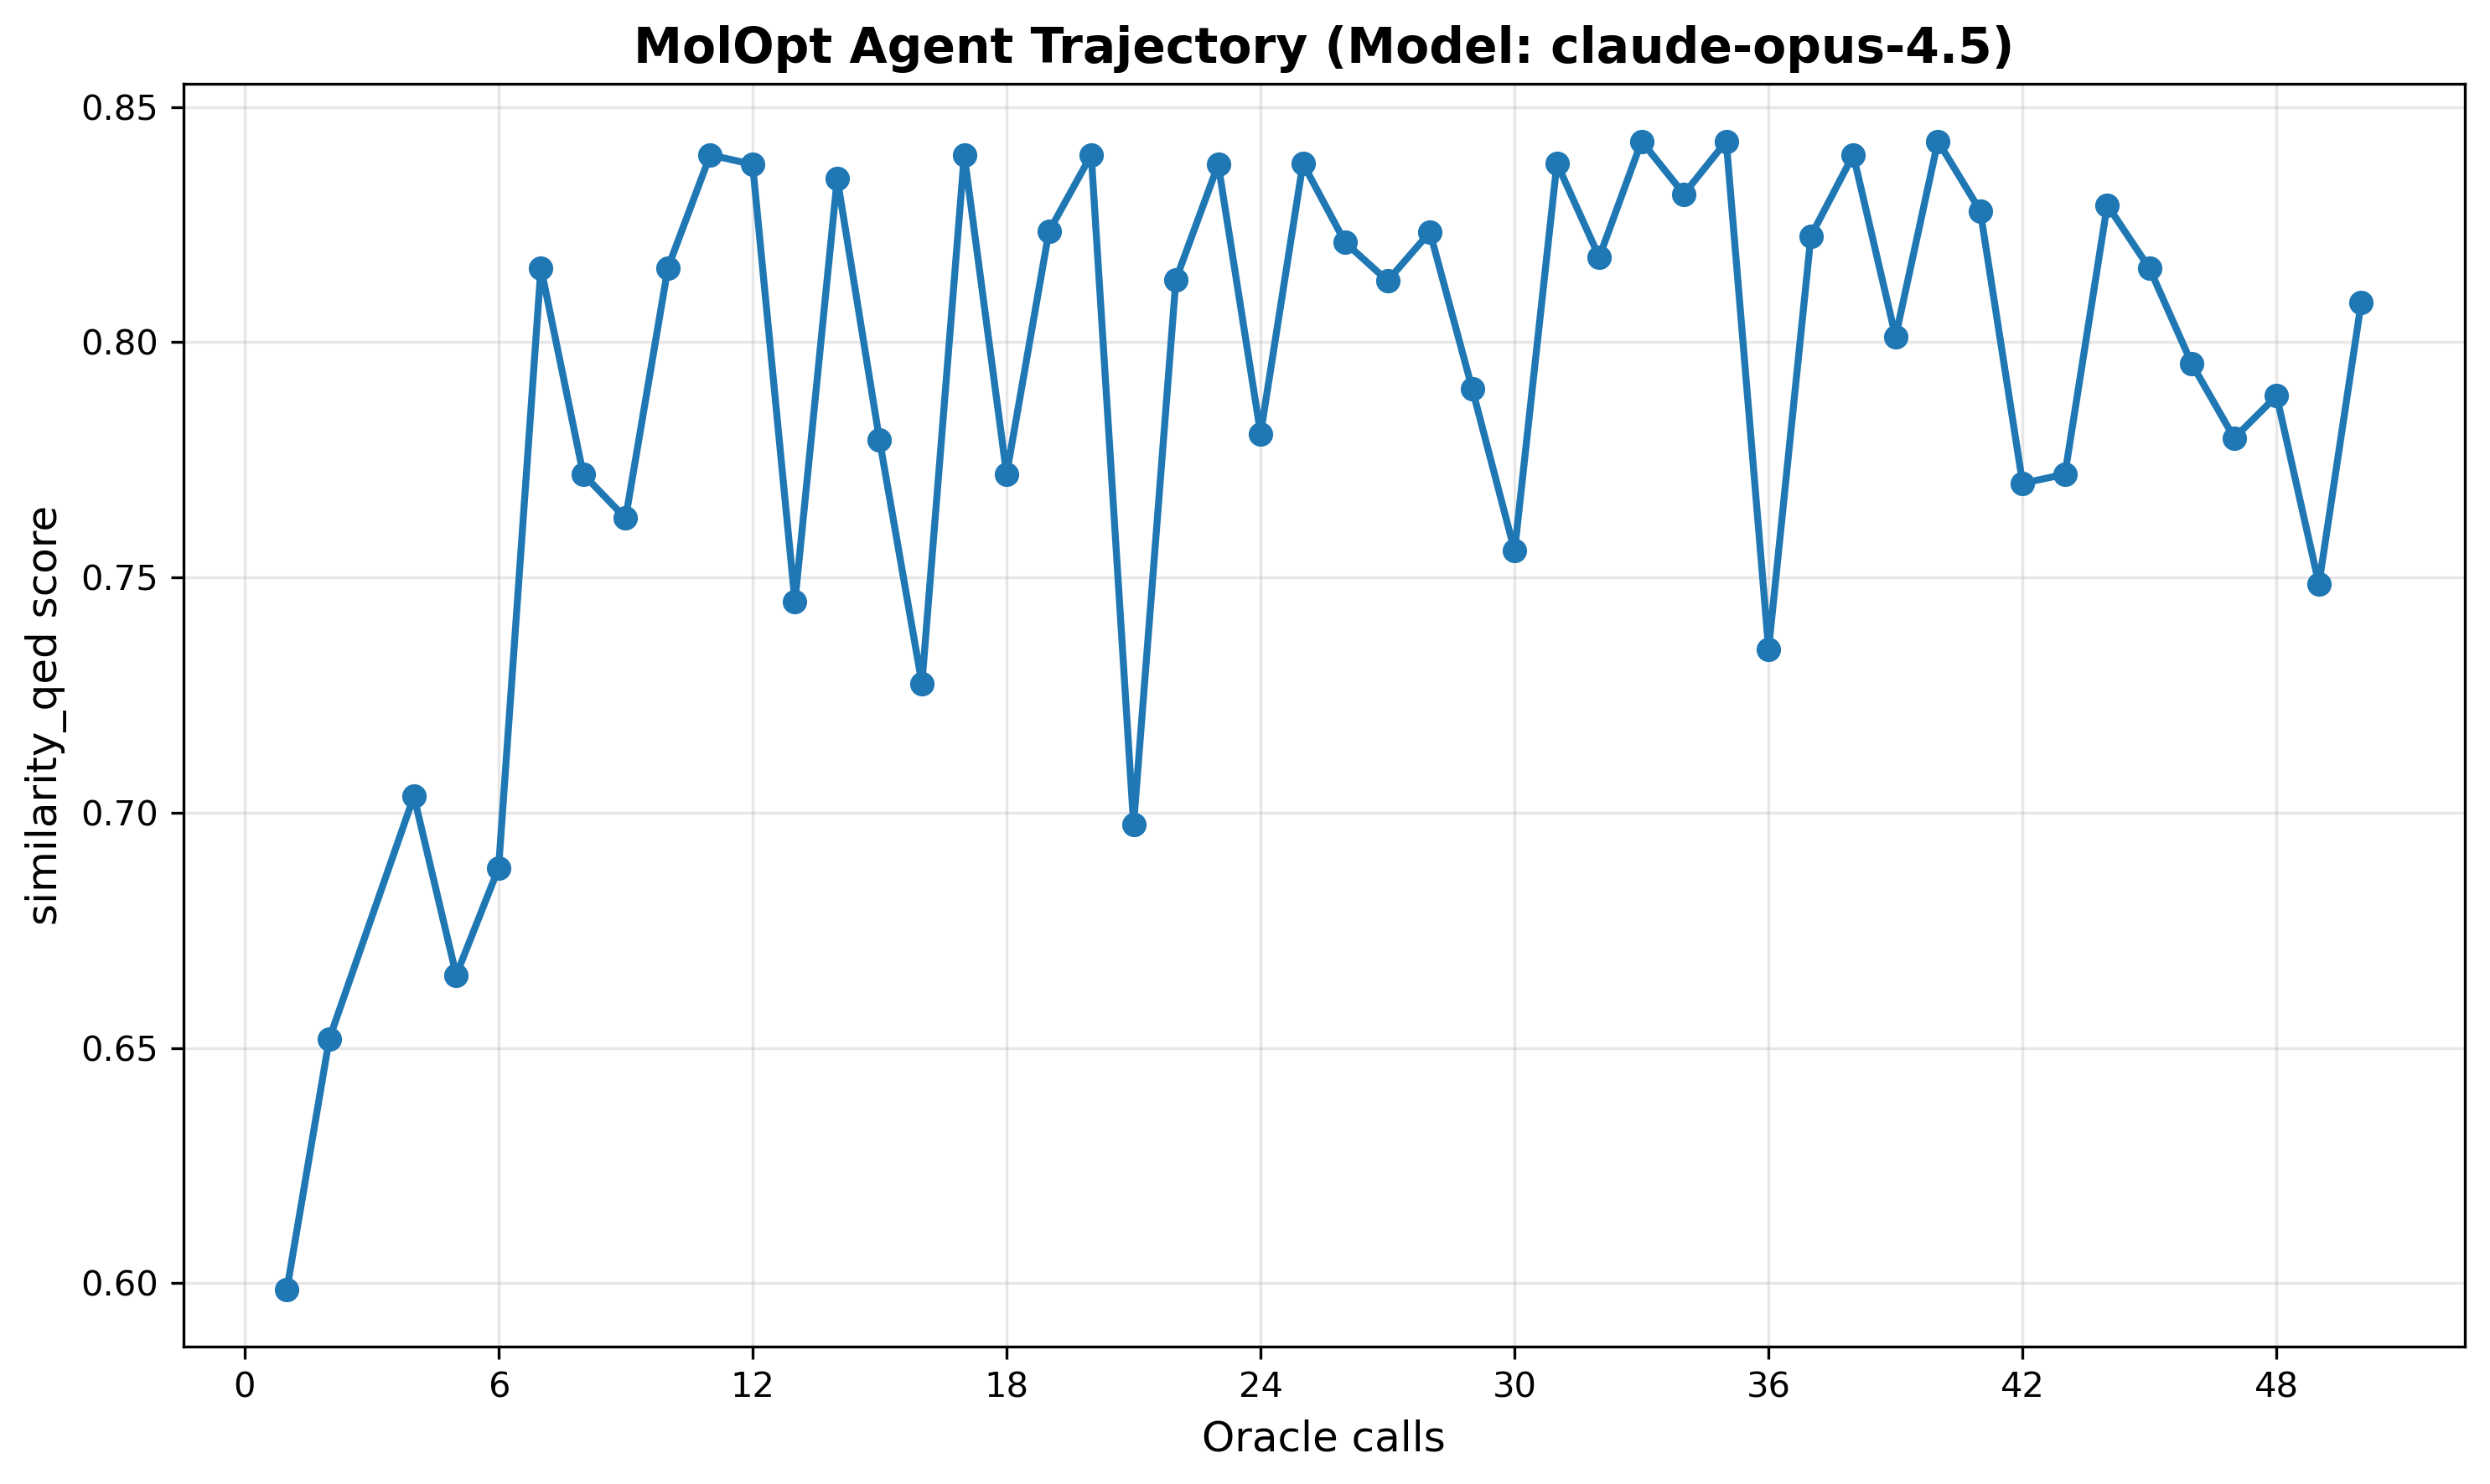 MolOpt Agent Trajectory (Model: claude-opus-4.5)
similarity_qed score
0.85
0.80
0.75
0.70
0.65
0.60
0 6 12 18 24 30 36 42 48
Oracle calls